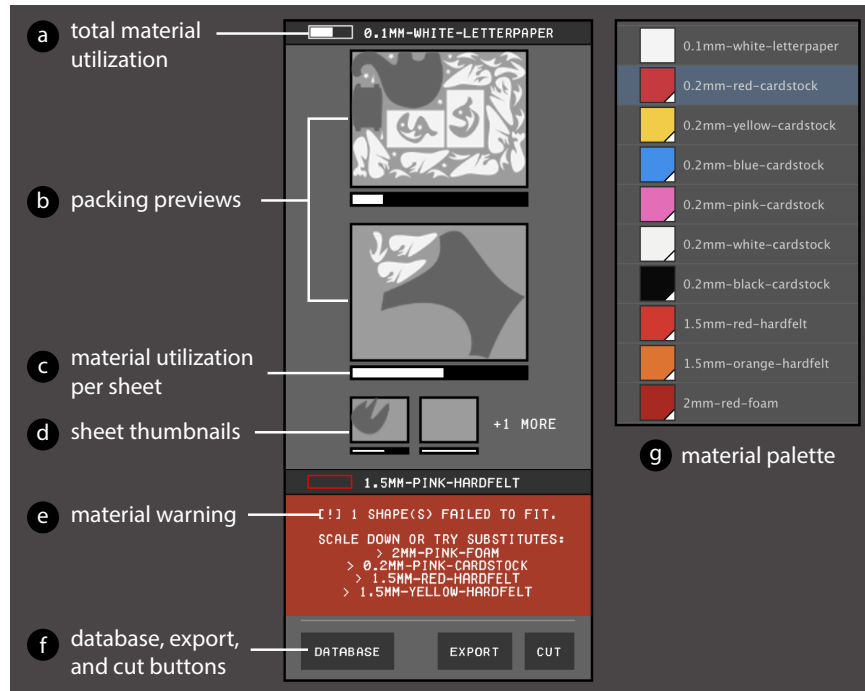 a total material
utilization
0.1MM-WHITE-LETTERPAPER
b packing previews
c material utilization
per sheet
d sheet thumbnails
+1 MORE
1.5MM-PINK-HARDFELT
e material warning
[!] 1 SHAPE(S) FAILED TO FIT.
SCALE DOWN OR TRY SUBSTITUTES:
> 2MM-PINK-FOAM
> 0.2MM-PINK-CARDSTOCK
> 1.5MM-RED-HARDFELT
> 1.5MM-YELLOW-HARDFELT
f database, export,
and cut buttons
DATABASE
EXPORT
CUT
0.1mm-white-letterpaper
0.2mm-red-cardstock
0.2mm-yellow-cardstock
0.2mm-blue-cardstock
0.2mm-pink-cardstock
0.2mm-white-cardstock
0.2mm-black-cardstock
1.5mm-red-hardfelt
1.5mm-orange-hardfelt
2mm-red-foam
g material palette